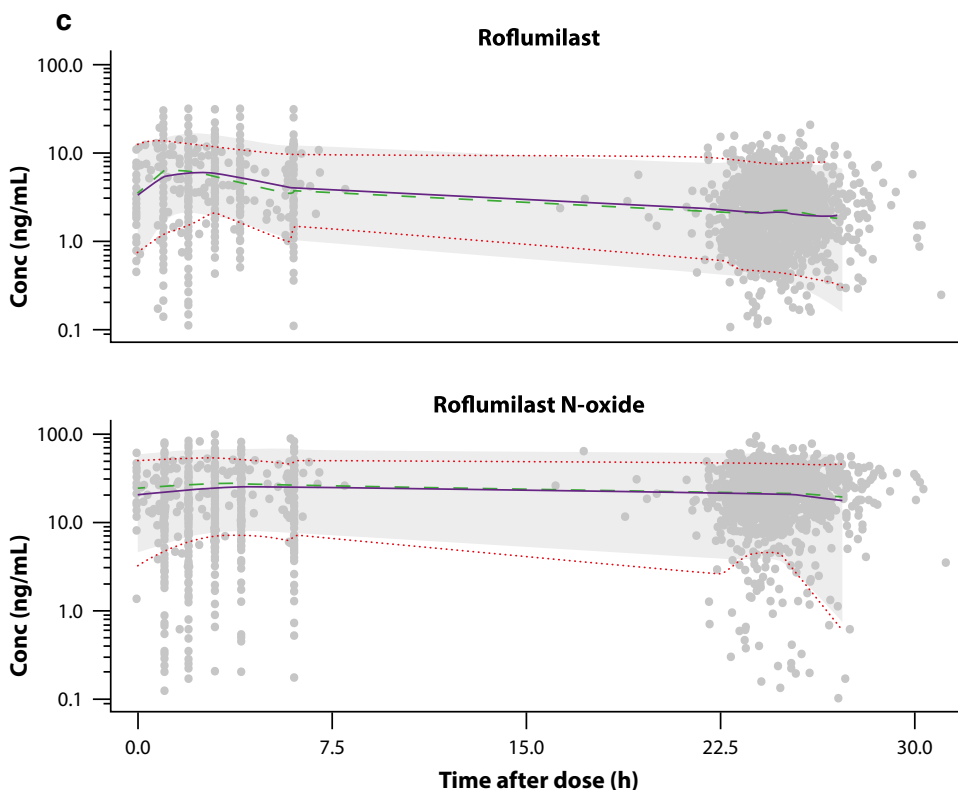 c
Roflumilast
100.0
10.0
1.0
0.1
Conc (ng/mL)
Roflumilast N-oxide
100.0
10.0
1.0
0.1
Conc (ng/mL)
0.0 7.5 15.0 22.5 30.0
Time after dose (h)